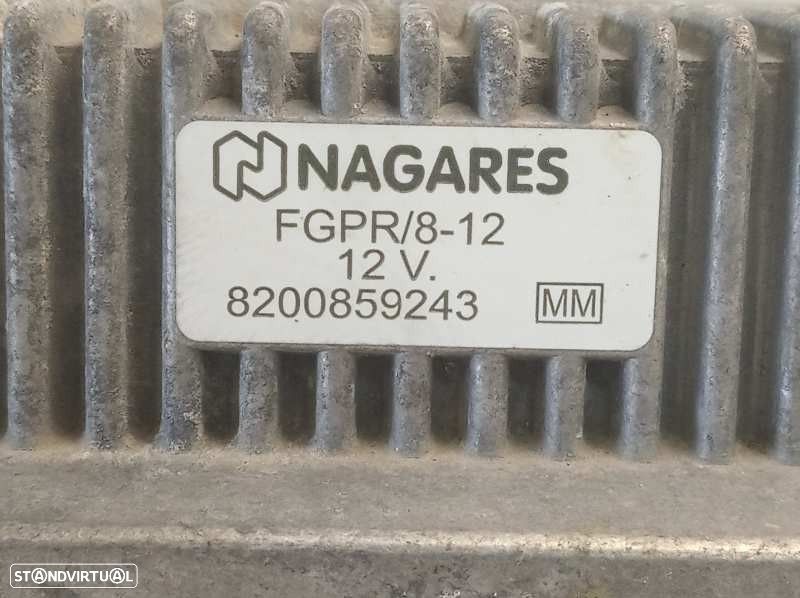 NAGARES
FGPR/8-12
12 V.
8200859243 MM
STANDVIRTUAL